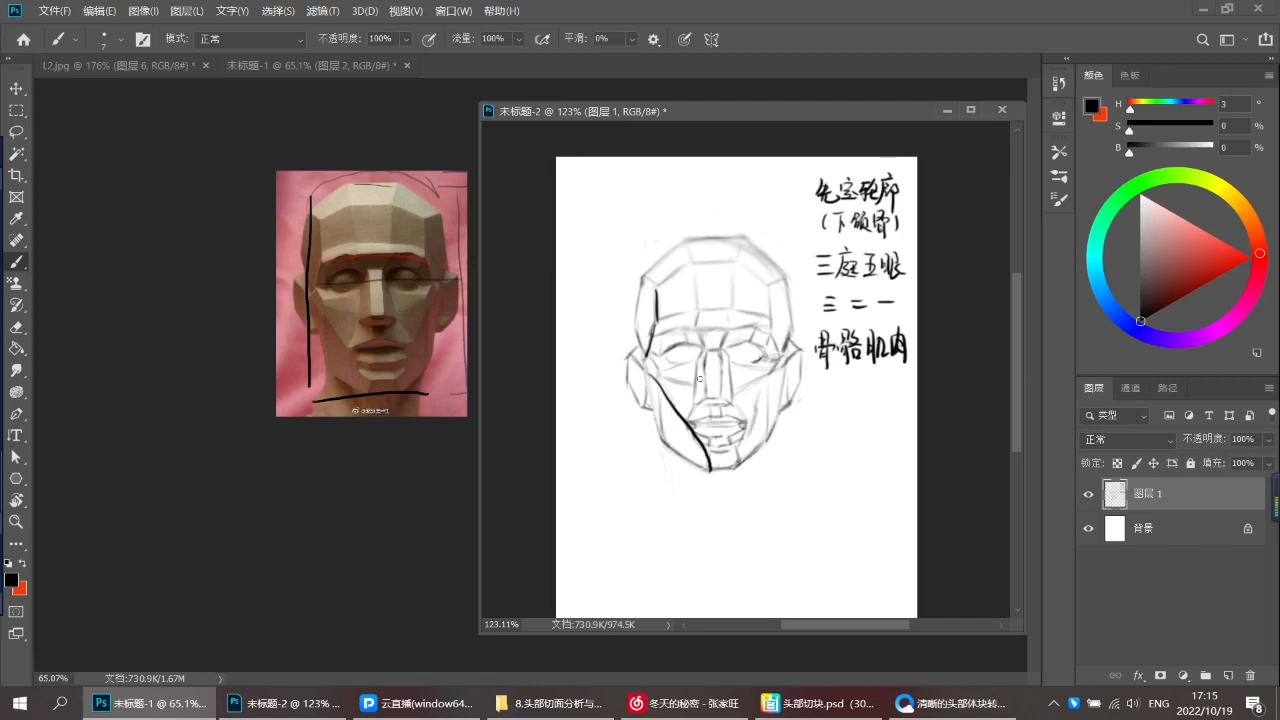 文件(F) 编辑(E) 图像(I) 图层(L) 文字(Y) 选择(S) 滤镜(T) 3D(D) 视图(V) 窗口(W) 帮助(H)
7 模式: 正常 不透明度: 100% 流量: 100% 平滑: 0%
L2.jpg @ 176% (图层 6, RGB/8#) * × 未标题-1 @ 65.1% (图层 2, RGB/8#) * ×
未标题-2 @ 123% (图层 1, RGB/8#) *
先定轮廓
(下颌骨)
三庭五眼
三二一
骨骼肌肉
123.11% 文档:730.9K/974.5K
65.07% 文档:730.9K/1.67M
颜色 色板
H 3 °
S 0 %
B 0 %
图层 通道 路径
类型
正常 不透明度: 100%
锁定: 填充: 100%
图层 1
背景
未标题-1 @ 65.1%...
未标题-2 @ 123% ...
云直播(window64...
8.头部切面分析与...
冬天的秘密 - 张家旺
头部切块.psd (30...
清晰的头部体块转...
ENG
17:15
2022/10/19
8